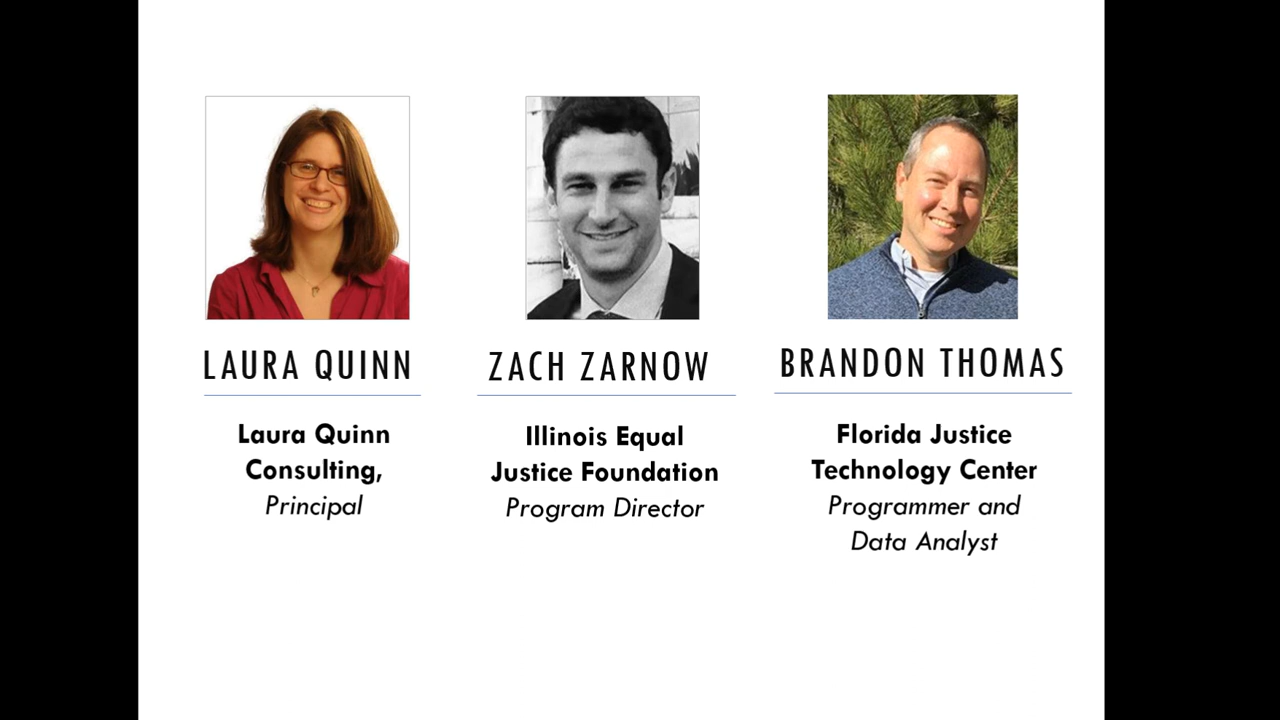 LAURA QUINN
Laura Quinn
Consulting,
Principal
ZACH ZARNOW
Illinois Equal
Justice Foundation
Program Director
BRANDON THOMAS
Florida Justice
Technology Center
Programmer and
Data Analyst